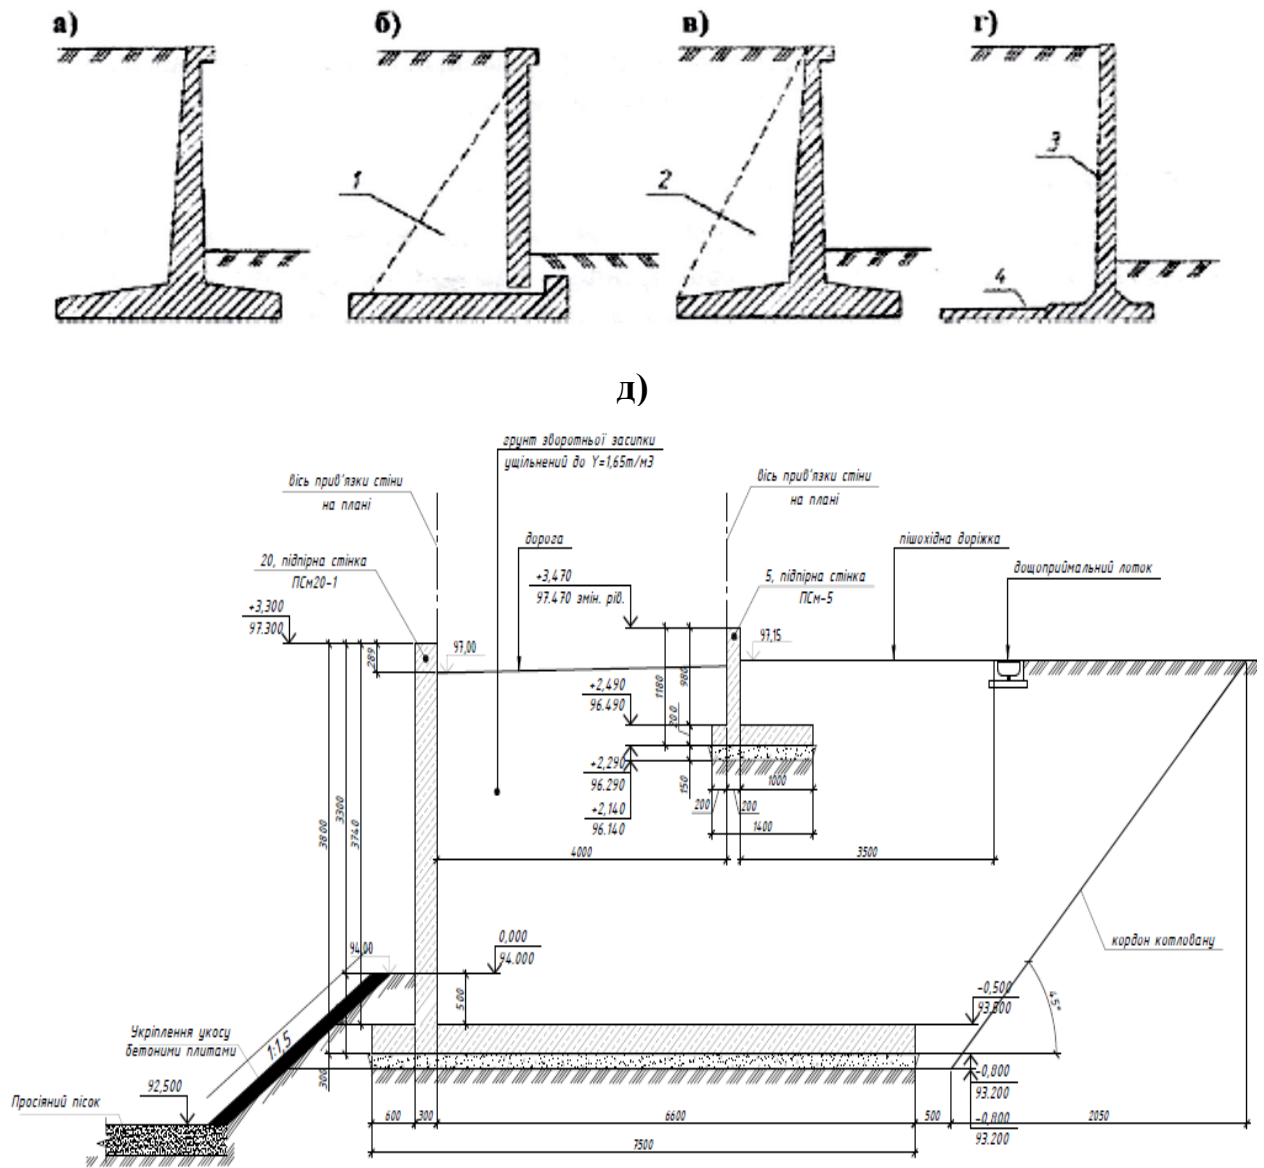 а)
б)
в)
г)
1
2
3
4
д)
грунт зворотньої засипки
ущільнений до Y=1,65т/м3
вісь прив'язки стіни
на плані
вісь прив'язки стіни
на плані
дорога
пішохідна доріжка
20, підпірна стінка
ПСм20-1
+3,470
97.470 змін. рів.
5, підпірна стінка
ПСм-5
дощоприймальний лоток
+3,300
97.300
289
97,00
97,15
1180
980
+2,490
96.490
200
+2,290
96.290
150
1000
+2,140
96.140
200
200
1400
3800
3300
3740
4000
3500
94.00
0,000
94.000
кордон котловану
500
-0,500
93.500
45°
Укріплення укосу
бетоними плитами
1:1,5
300
-0,800
93.200
92,500
Просіяний пісок
600
300
6600
500
-0,800
93.200
2050
7500